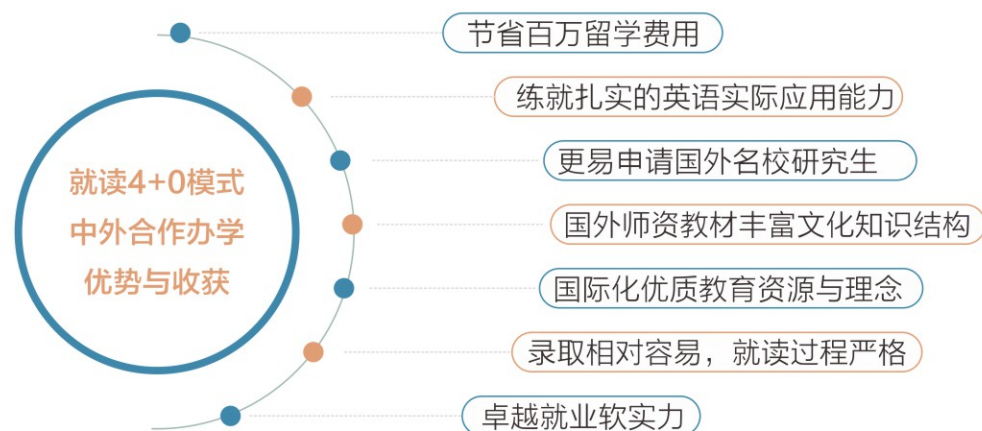 就读4+0模式
中外合作办学
优势与收获
节省百万留学费用
练就扎实的英语实际应用能力
更易申请国外名校研究生
国外师资教材丰富文化知识结构
国际化优质教育资源与理念
录取相对容易，就读过程严格
卓越就业软实力